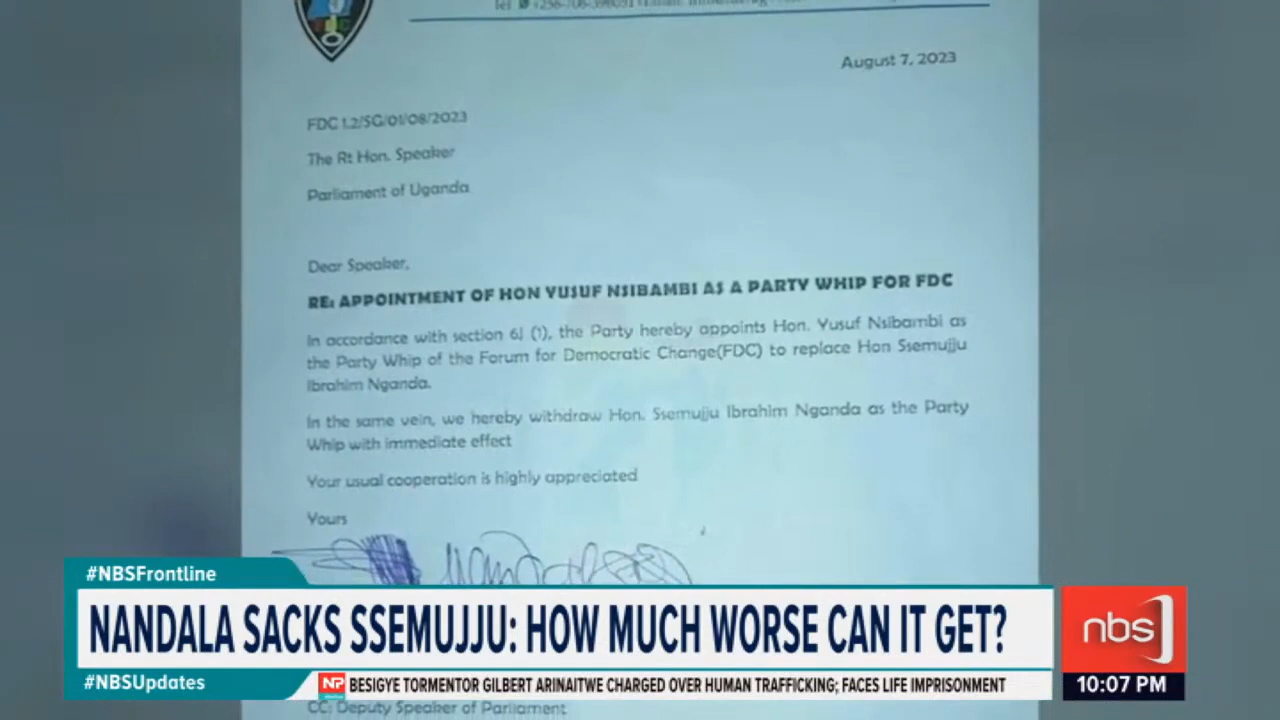 August 7, 2023
FDC 1.2/SG/01/08/2023
The Rt Hon. Speaker
Parliament of Uganda
Dear Speaker,
RE: APPOINTMENT OF HON YUSUF NSIBAMBI AS A PARTY WHIP FOR FDC
In accordance with section 6J (1), the Party hereby appoints Hon. Yusuf Nsibambi as
the Party Whip of the Forum for Democratic Change(FDC) to replace Hon Ssemujju
Ibrahim Nganda.
In the same vein, we hereby withdraw Hon. Ssemujju Ibrahim Nganda as the Party
Whip with immediate effect
Your usual cooperation is highly appreciated
Yours
#NBSFrontline
NANDALA SACKS SSEMUJJU: HOW MUCH WORSE CAN IT GET?
nbs
#NBSUpdates
NP
BESIGYE TORMENTOR GILBERT ARINAITWE CHARGED OVER HUMAN TRAFFICKING; FACES LIFE IMPRISONMENT
10:07 PM
CC: Deputy Speaker of Parliament